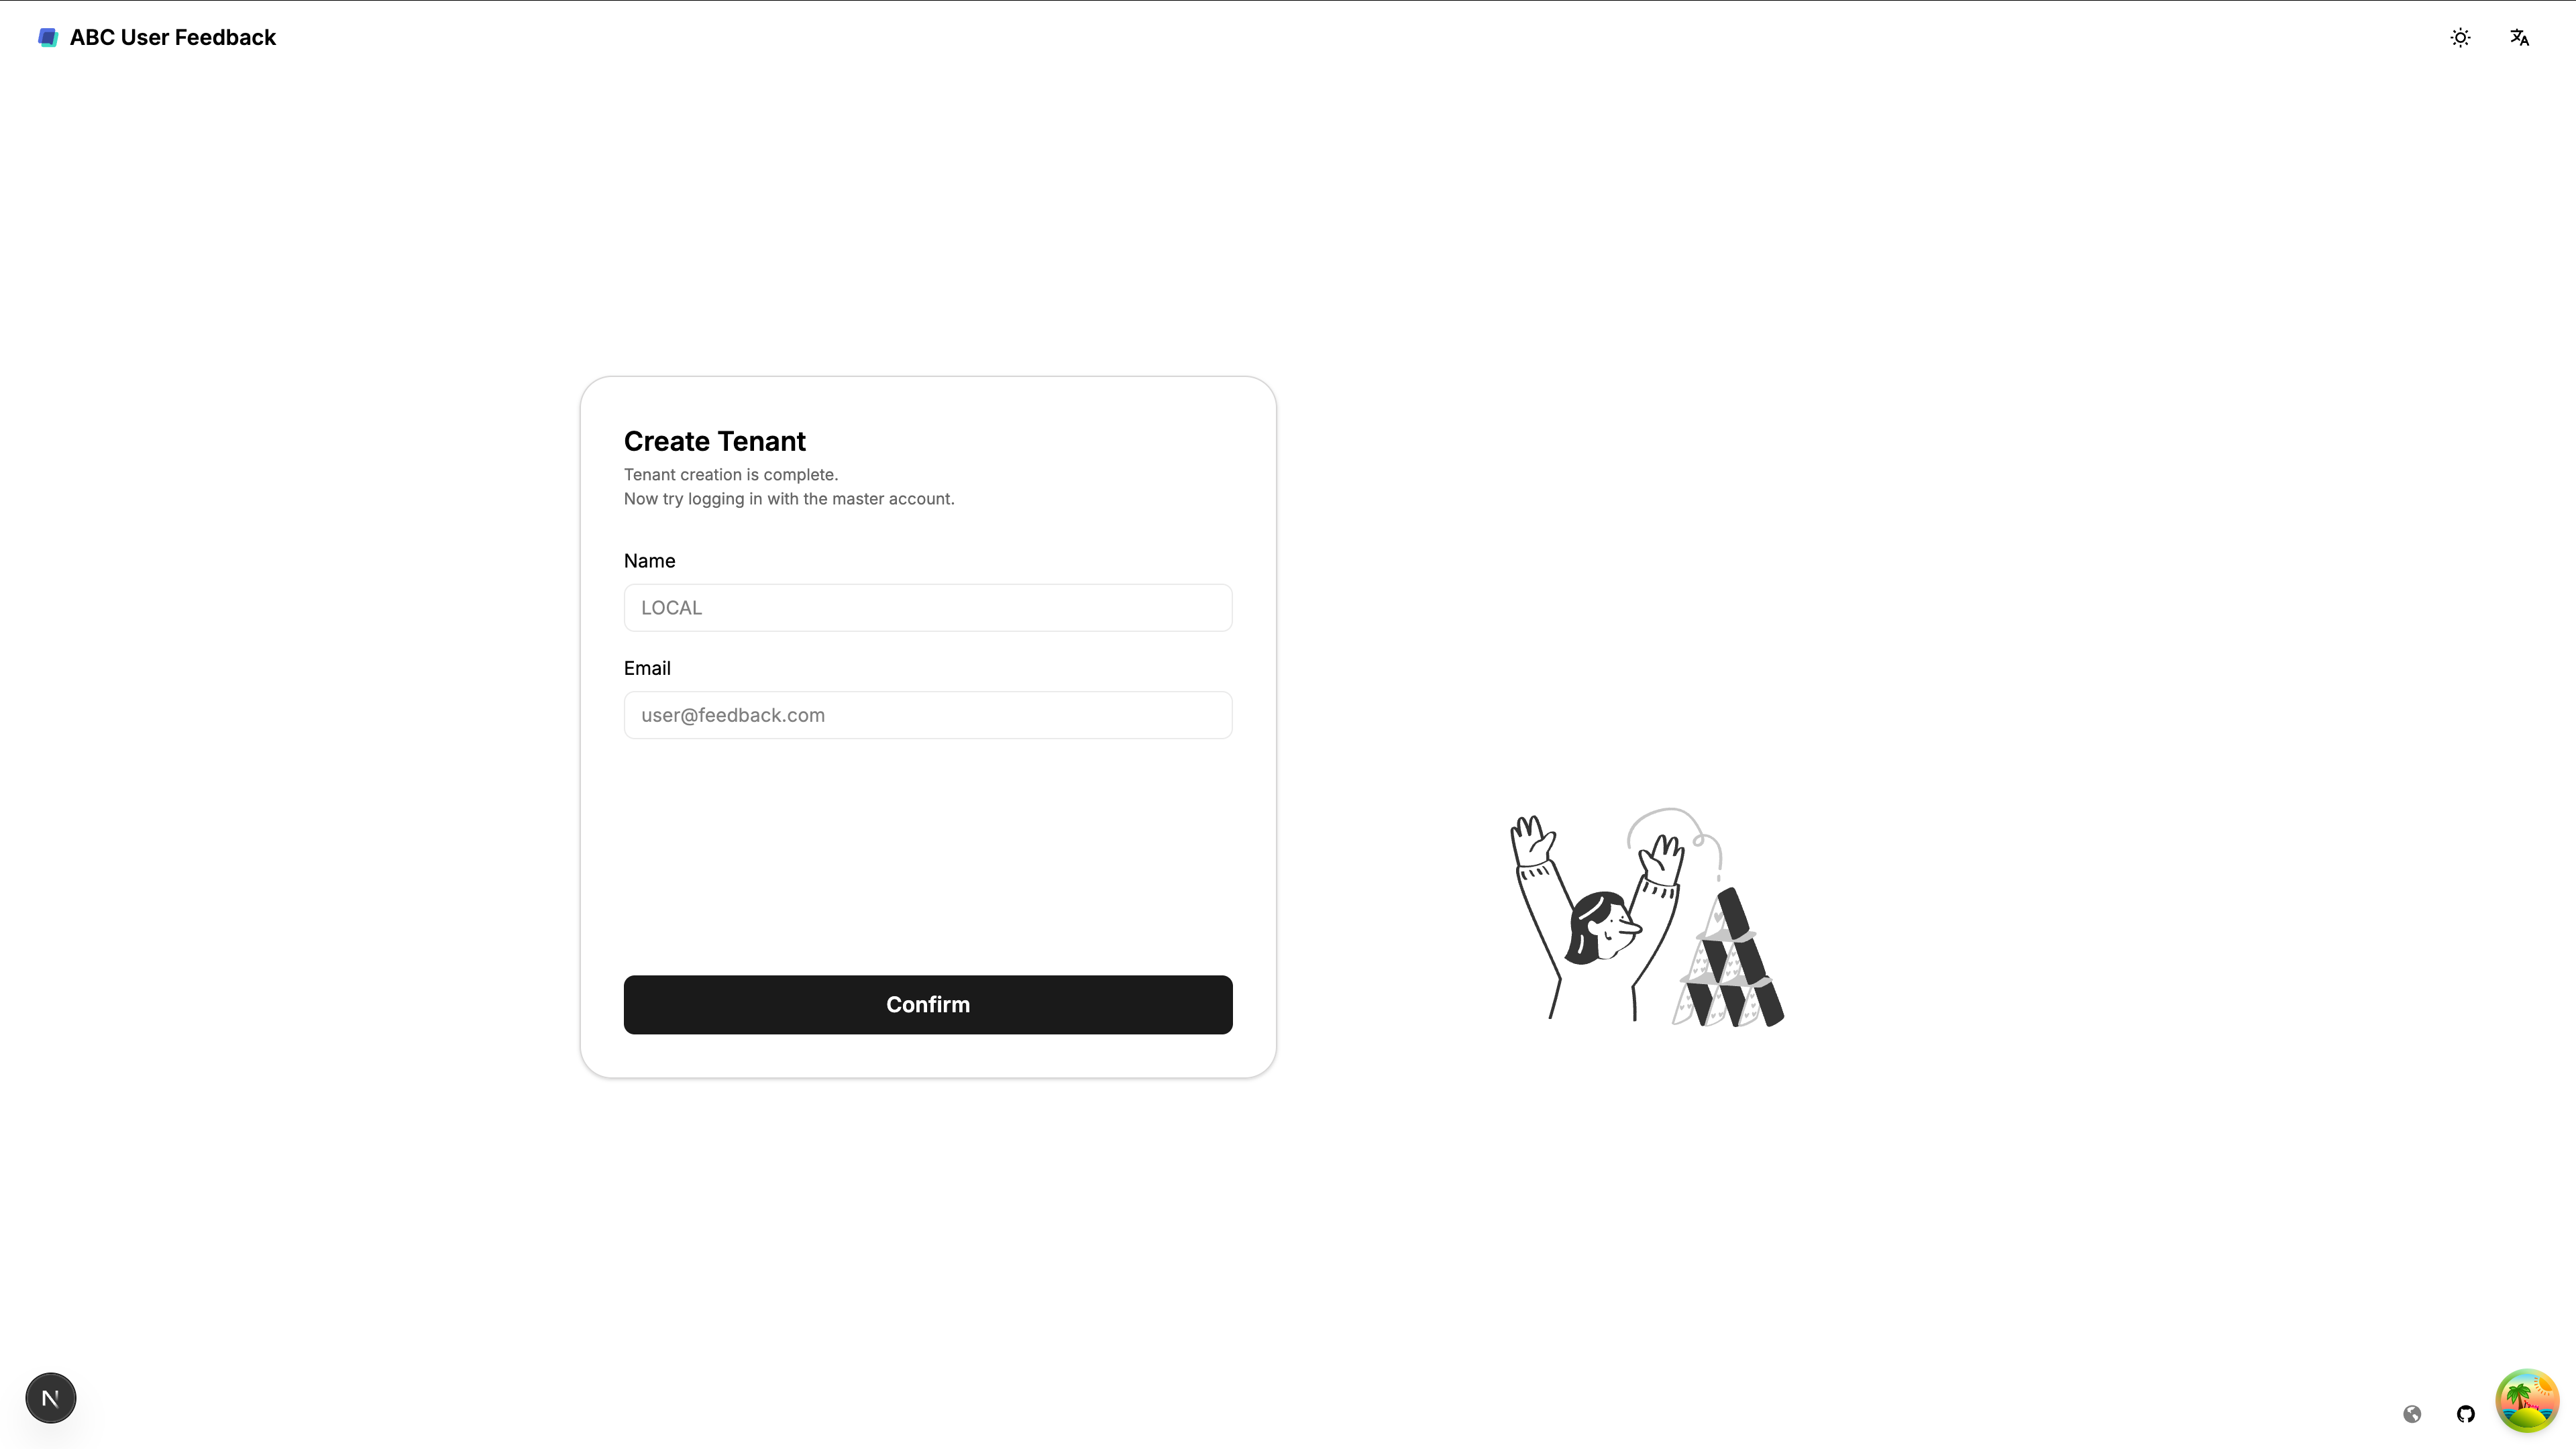 ABC User Feedback
Create Tenant
Tenant creation is complete.
Now try logging in with the master account.
Name
LOCAL
Email
user@feedback.com
Confirm
N